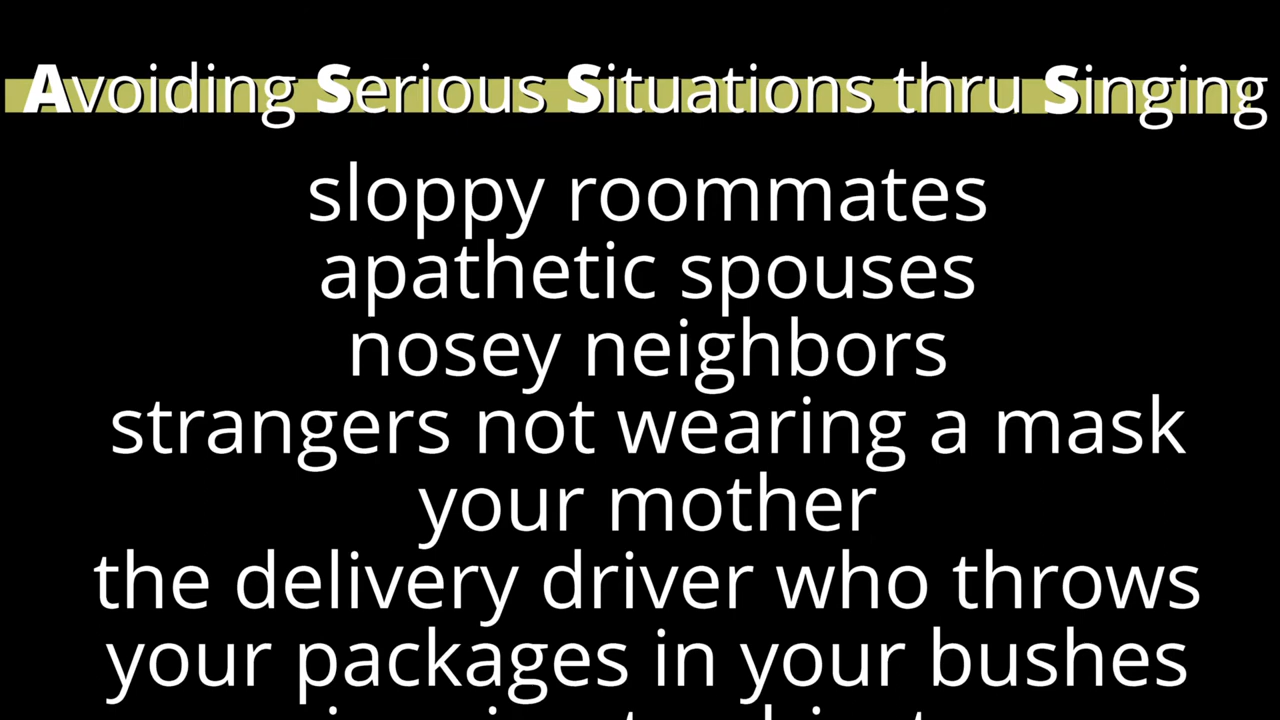 Avoiding Serious Situations thru Singing
sloppy roommates
apathetic spouses
nosey neighbors
strangers not wearing a mask
your mother
the delivery driver who throws
your packages in your bushes